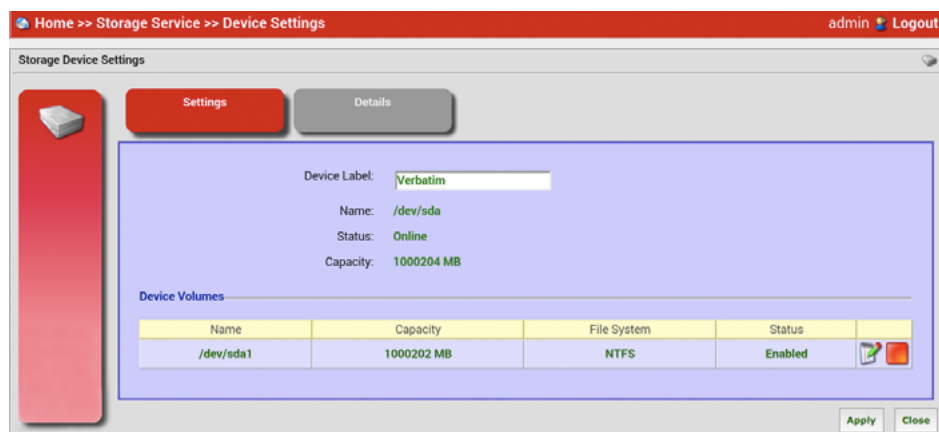 Home >> Storage Service >> Device Settings admin Logout
Storage Device Settings
Settings Details
Device Label: Verbatim
Name: /dev/sda
Status: Online
Capacity: 1000204 MB
Device Volumes
Name Capacity File System Status
/dev/sda1 1000202 MB NTFS Enabled
Apply Close